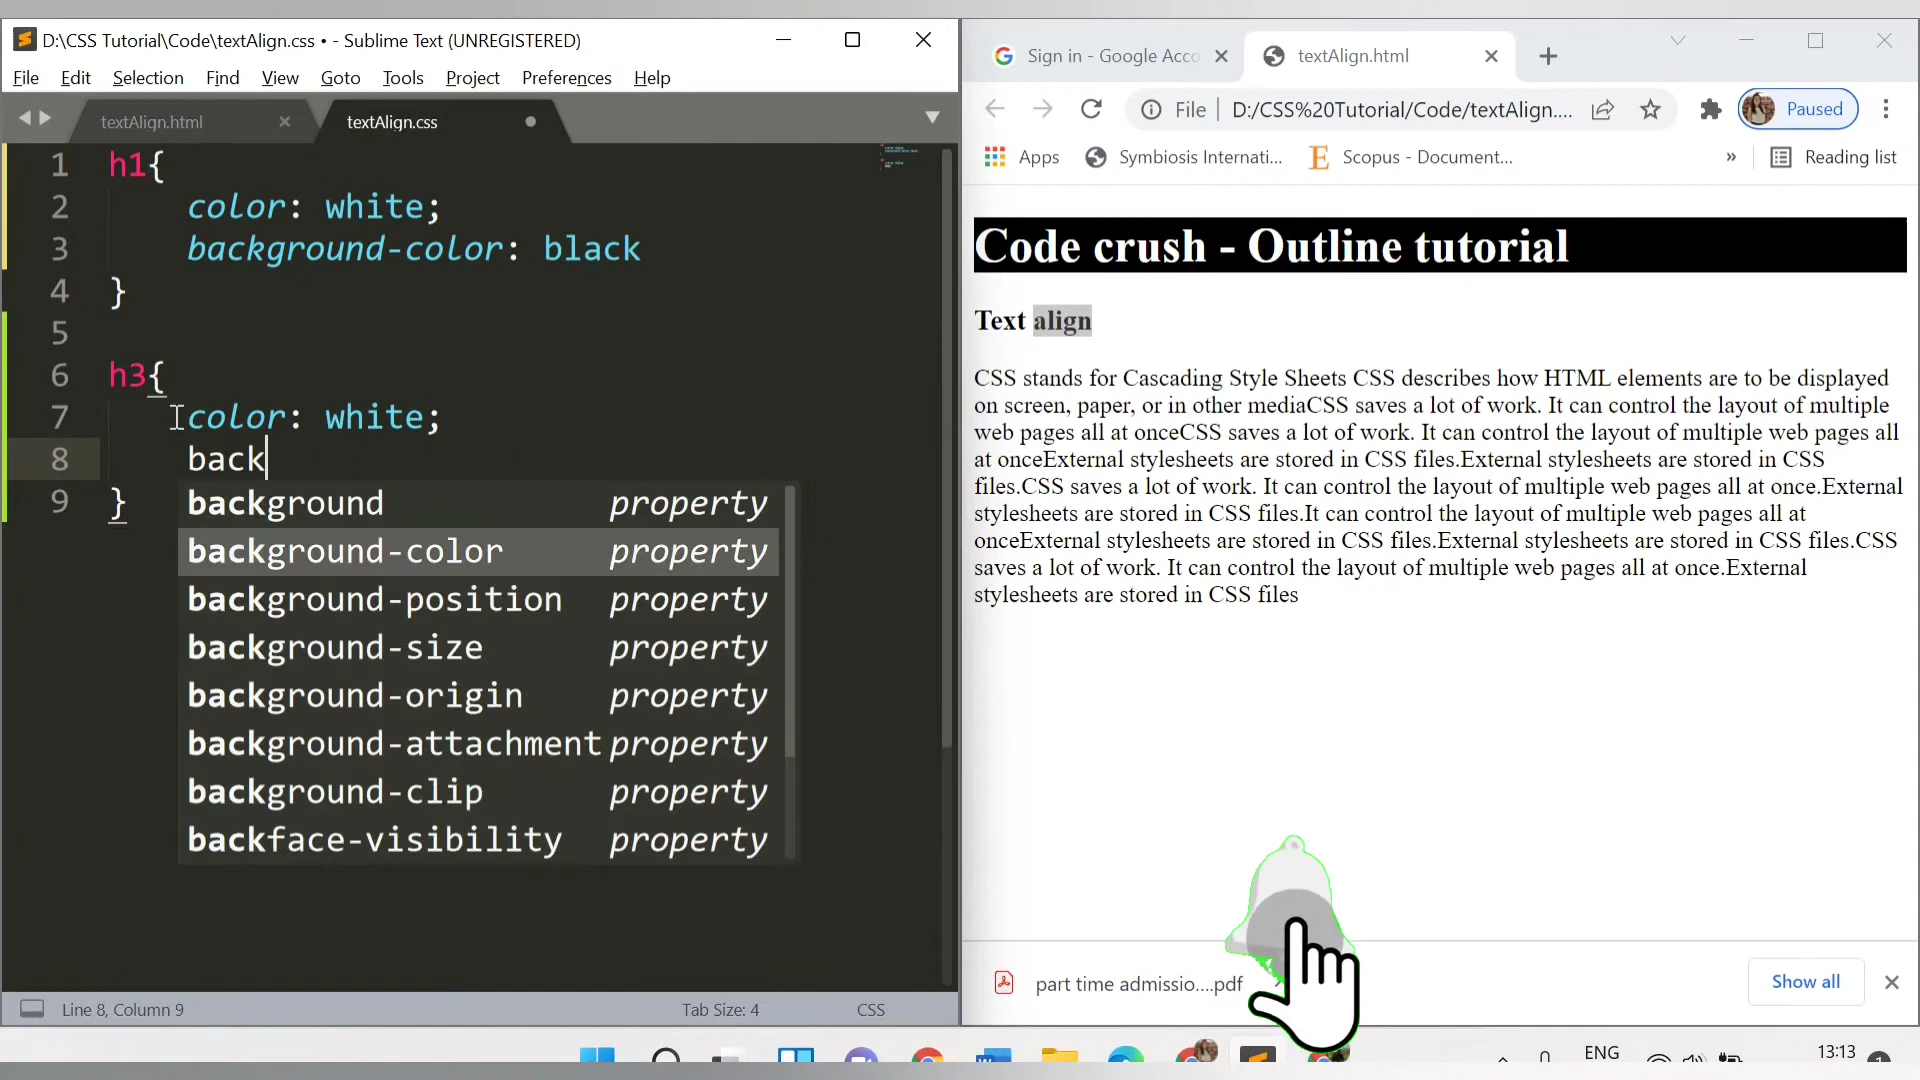 D:\CSS Tutorial\Code\textAlign.css • - Sublime Text (UNREGISTERED)
File Edit Selection Find View Goto Tools Project Preferences Help
textAlign.html
textAlign.css
1 h1{
2 color: white;
3 background-color: black
4 }
5
6 h3{
7 color: white;
8 back
9 }
background property
background-color property
background-position property
background-size property
background-origin property
background-attachment property
background-clip property
backface-visibility property
Line 8, Column 9
Tab Size: 4
CSS
Sign in - Google Acco
textAlign.html
File D:/CSS%20Tutorial/Code/textAlign....
Paused
Apps
Symbiosis Internati...
Scopus - Document...
»
Reading list
Code crush - Outline tutorial
Text align
CSS stands for Cascading Style Sheets CSS describes how HTML elements are to be displayed
on screen, paper, or in other mediaCSS saves a lot of work. It can control the layout of multiple
web pages all at onceCSS saves a lot of work. It can control the layout of multiple web pages all
at onceExternal stylesheets are stored in CSS files.External stylesheets are stored in CSS
files.CSS saves a lot of work. It can control the layout of multiple web pages all at once.External
stylesheets are stored in CSS files.It can control the layout of multiple web pages all at
onceExternal stylesheets are stored in CSS files.External stylesheets are stored in CSS files.CSS
saves a lot of work. It can control the layout of multiple web pages all at once.External
stylesheets are stored in CSS files
part time admissio....pdf
Show all
ENG
13:13